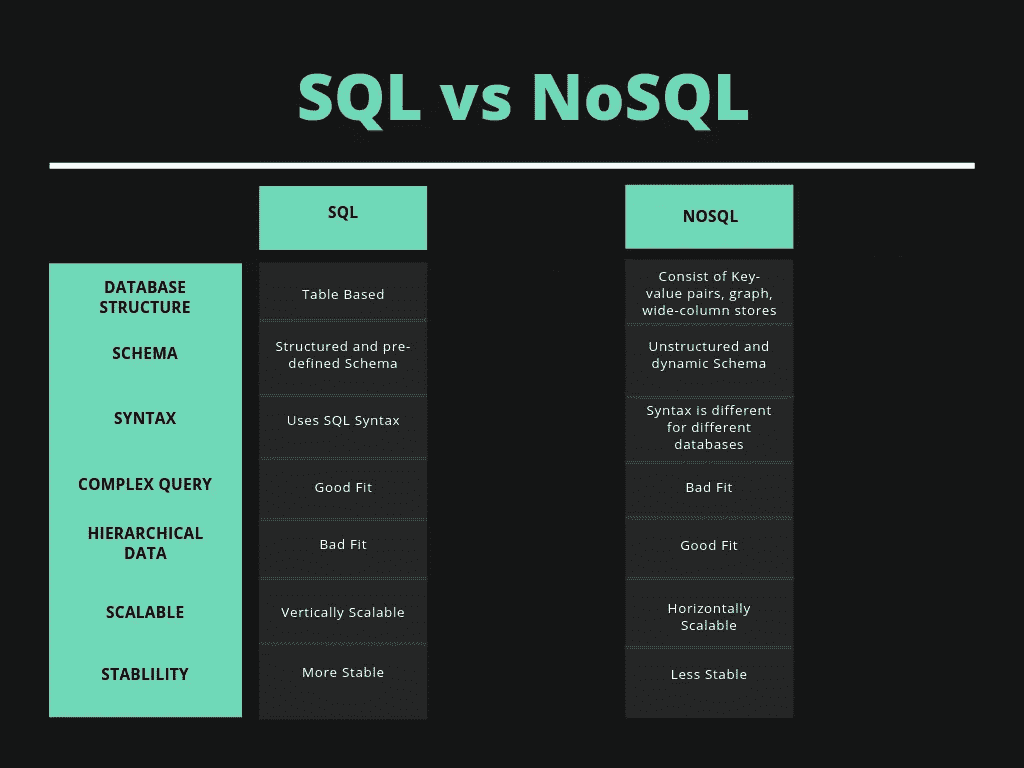 SQL vs NoSQL
SQL
NOSQL
DATABASE
STRUCTURE
Table Based
Consist of Key-
value pairs, graph,
wide-column stores
SCHEMA
Structured and pre-
defined Schema
Unstructured and
dynamic Schema
SYNTAX
Uses SQL Syntax
Syntax is different
for different
databases
COMPLEX QUERY
Good Fit
Bad Fit
HIERARCHICAL
DATA
Bad Fit
Good Fit
SCALABLE
Vertically Scalable
Horizontally
Scalable
STABLILITY
More Stable
Less Stable